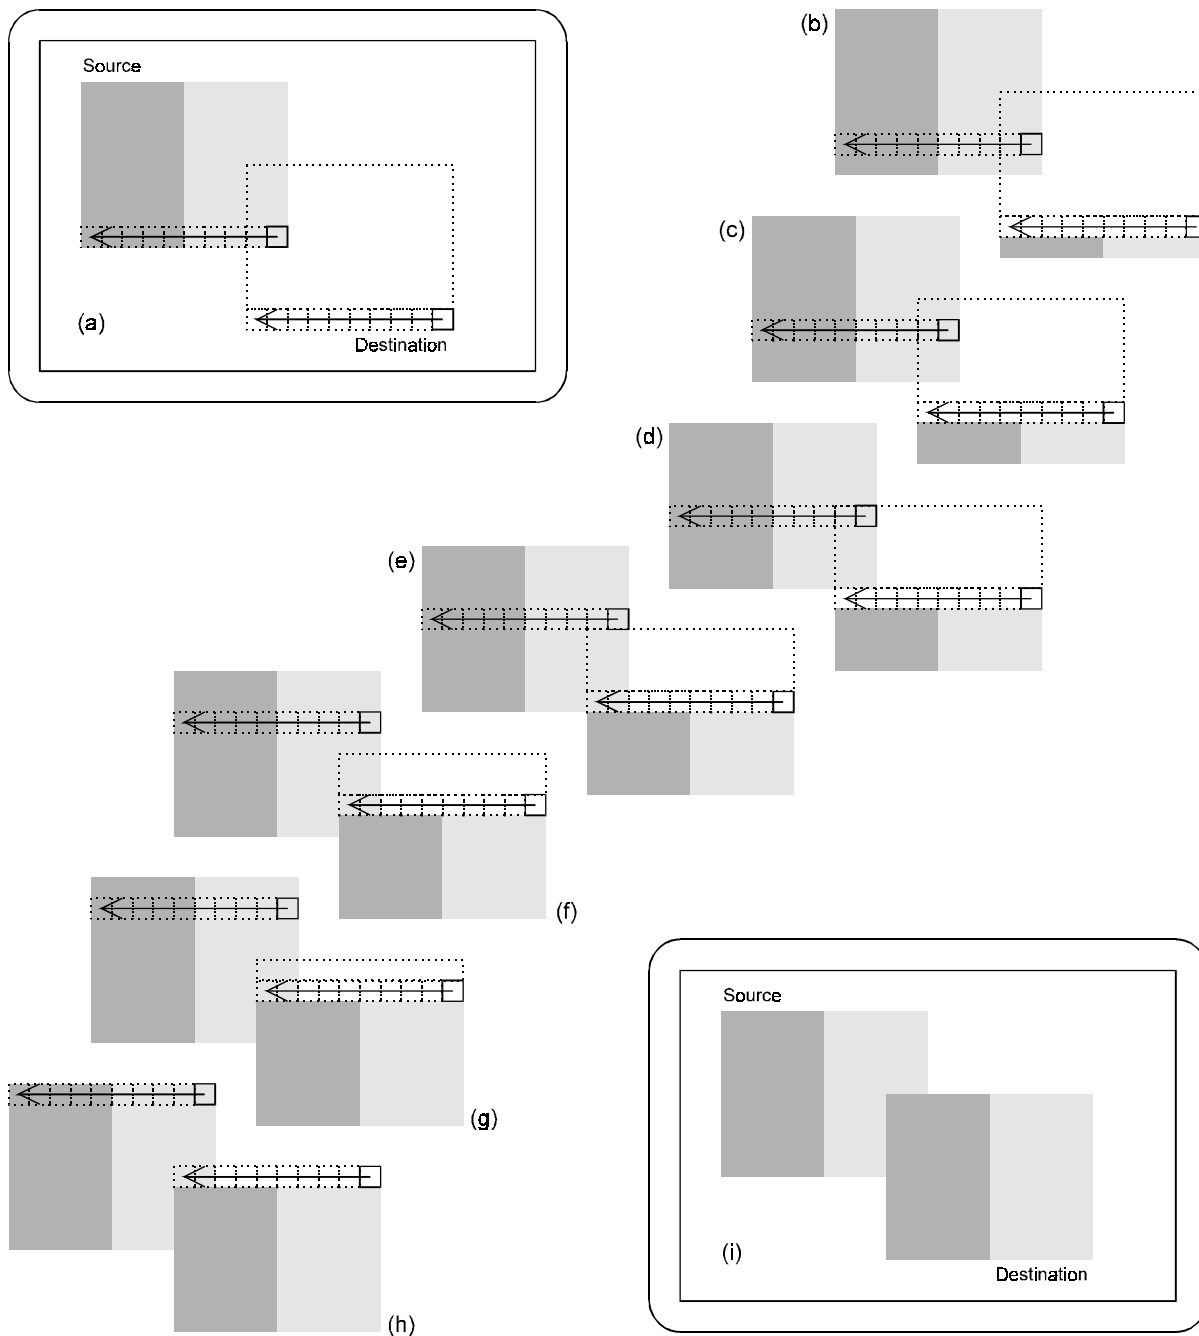 (b)
Source
(c)
(a)
Destination
(d)
(e)
(f)
Source
(g)
(i)
Destination
(h)